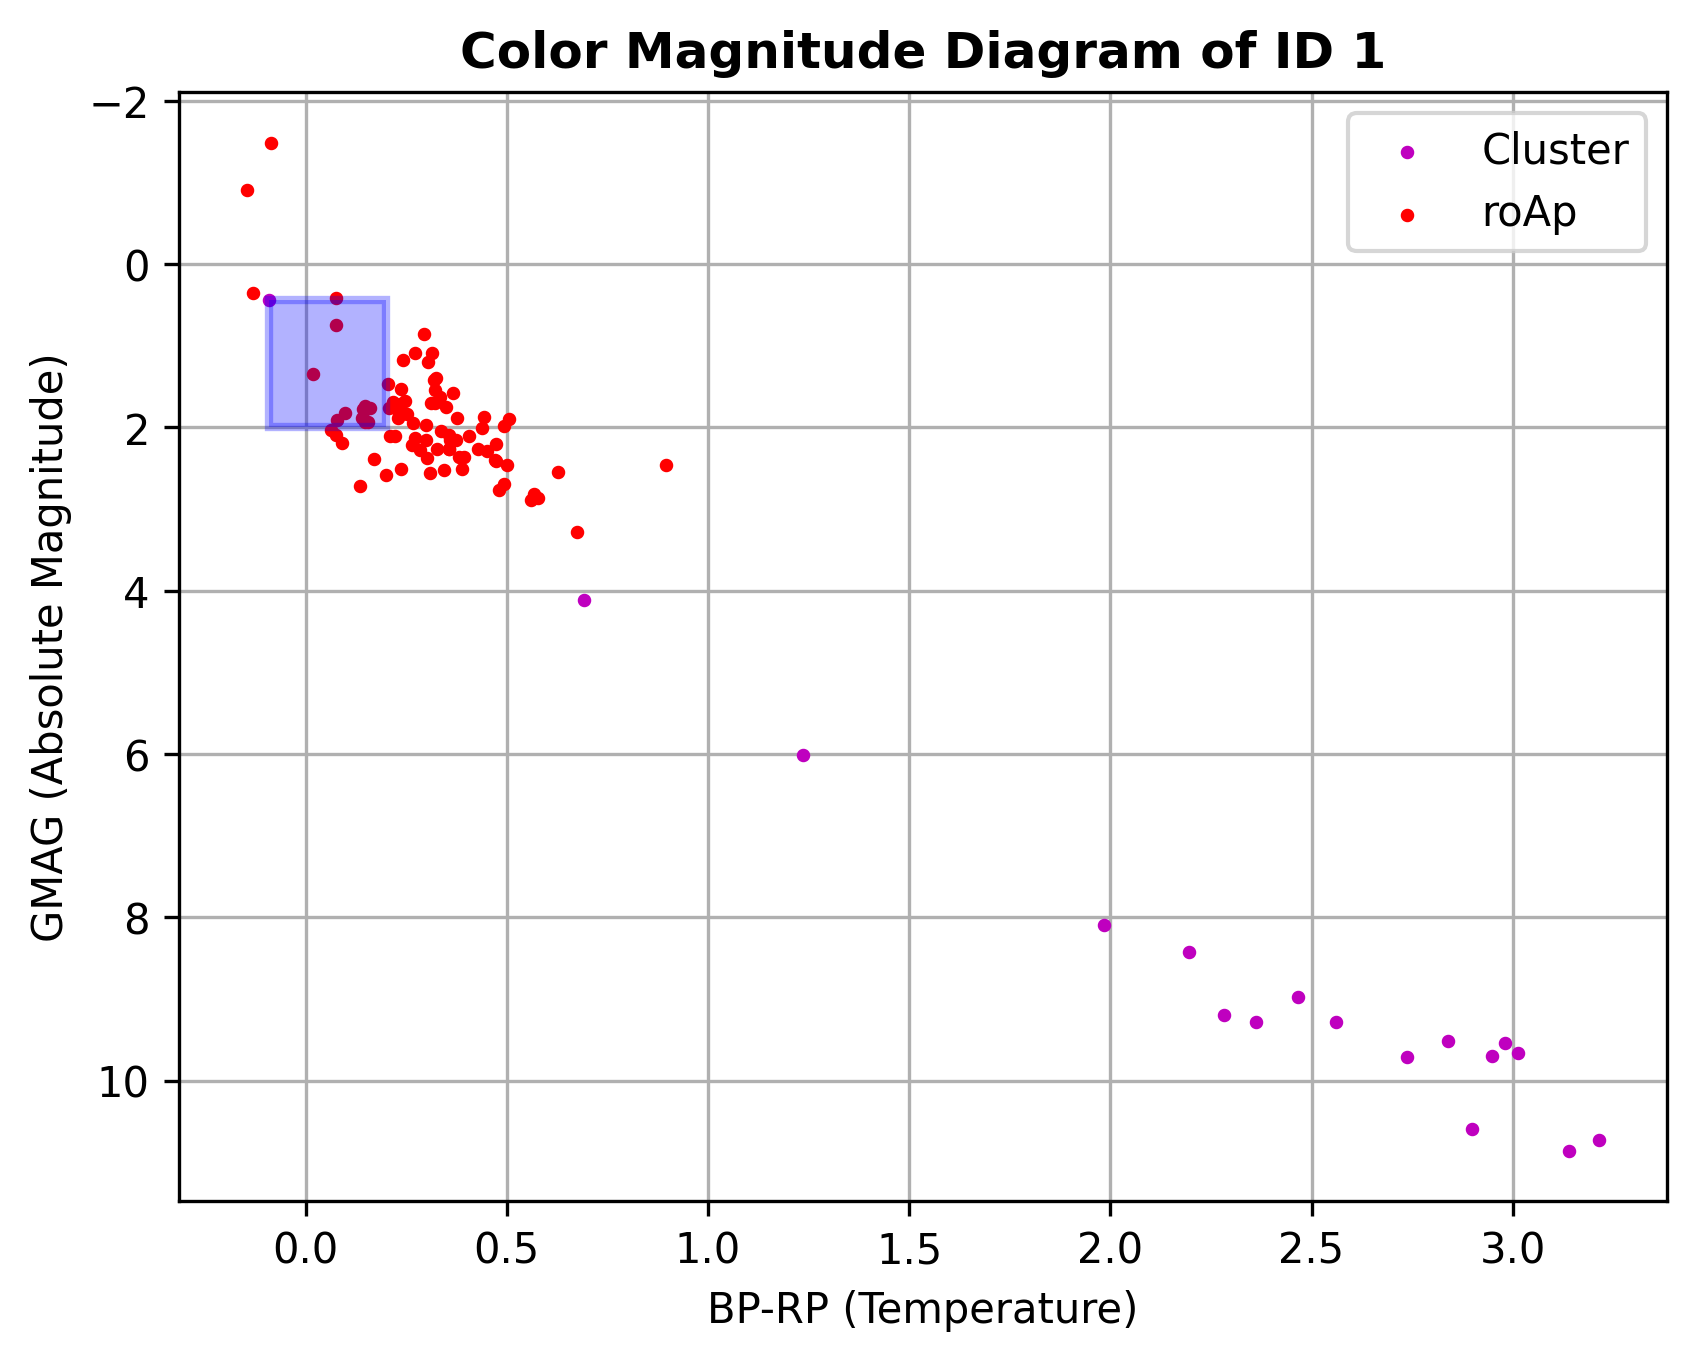 Color Magnitude Diagram of ID 1
Cluster
roAp
GMAG (Absolute Magnitude)
−2
0
2
4
6
8
10
0.0 0.5 1.0 1.5 2.0 2.5 3.0
BP-RP (Temperature)